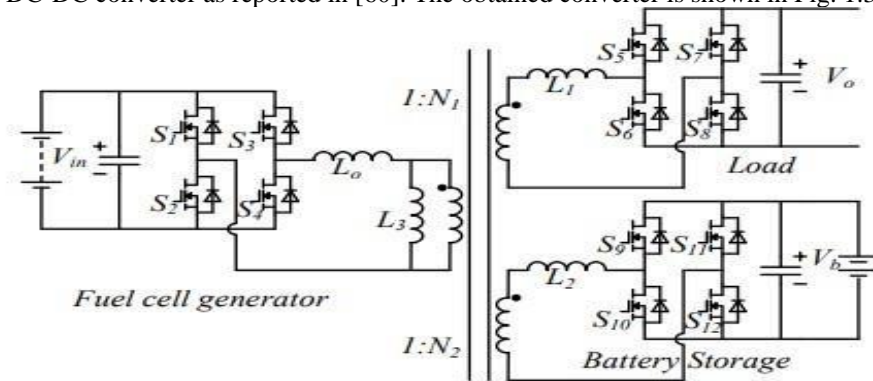 DC-DC converter as reported in [60]. The obtained converter is shown in Fig. 1.3
S5
S7
L1
S6
S8
Vo
1:N1
Load
S1
S3
Vin
Lo
S2
S4
L3
Fuel cell generator
S9
S11
L2
Vb
S10
S12
1:N2
Battery Storage